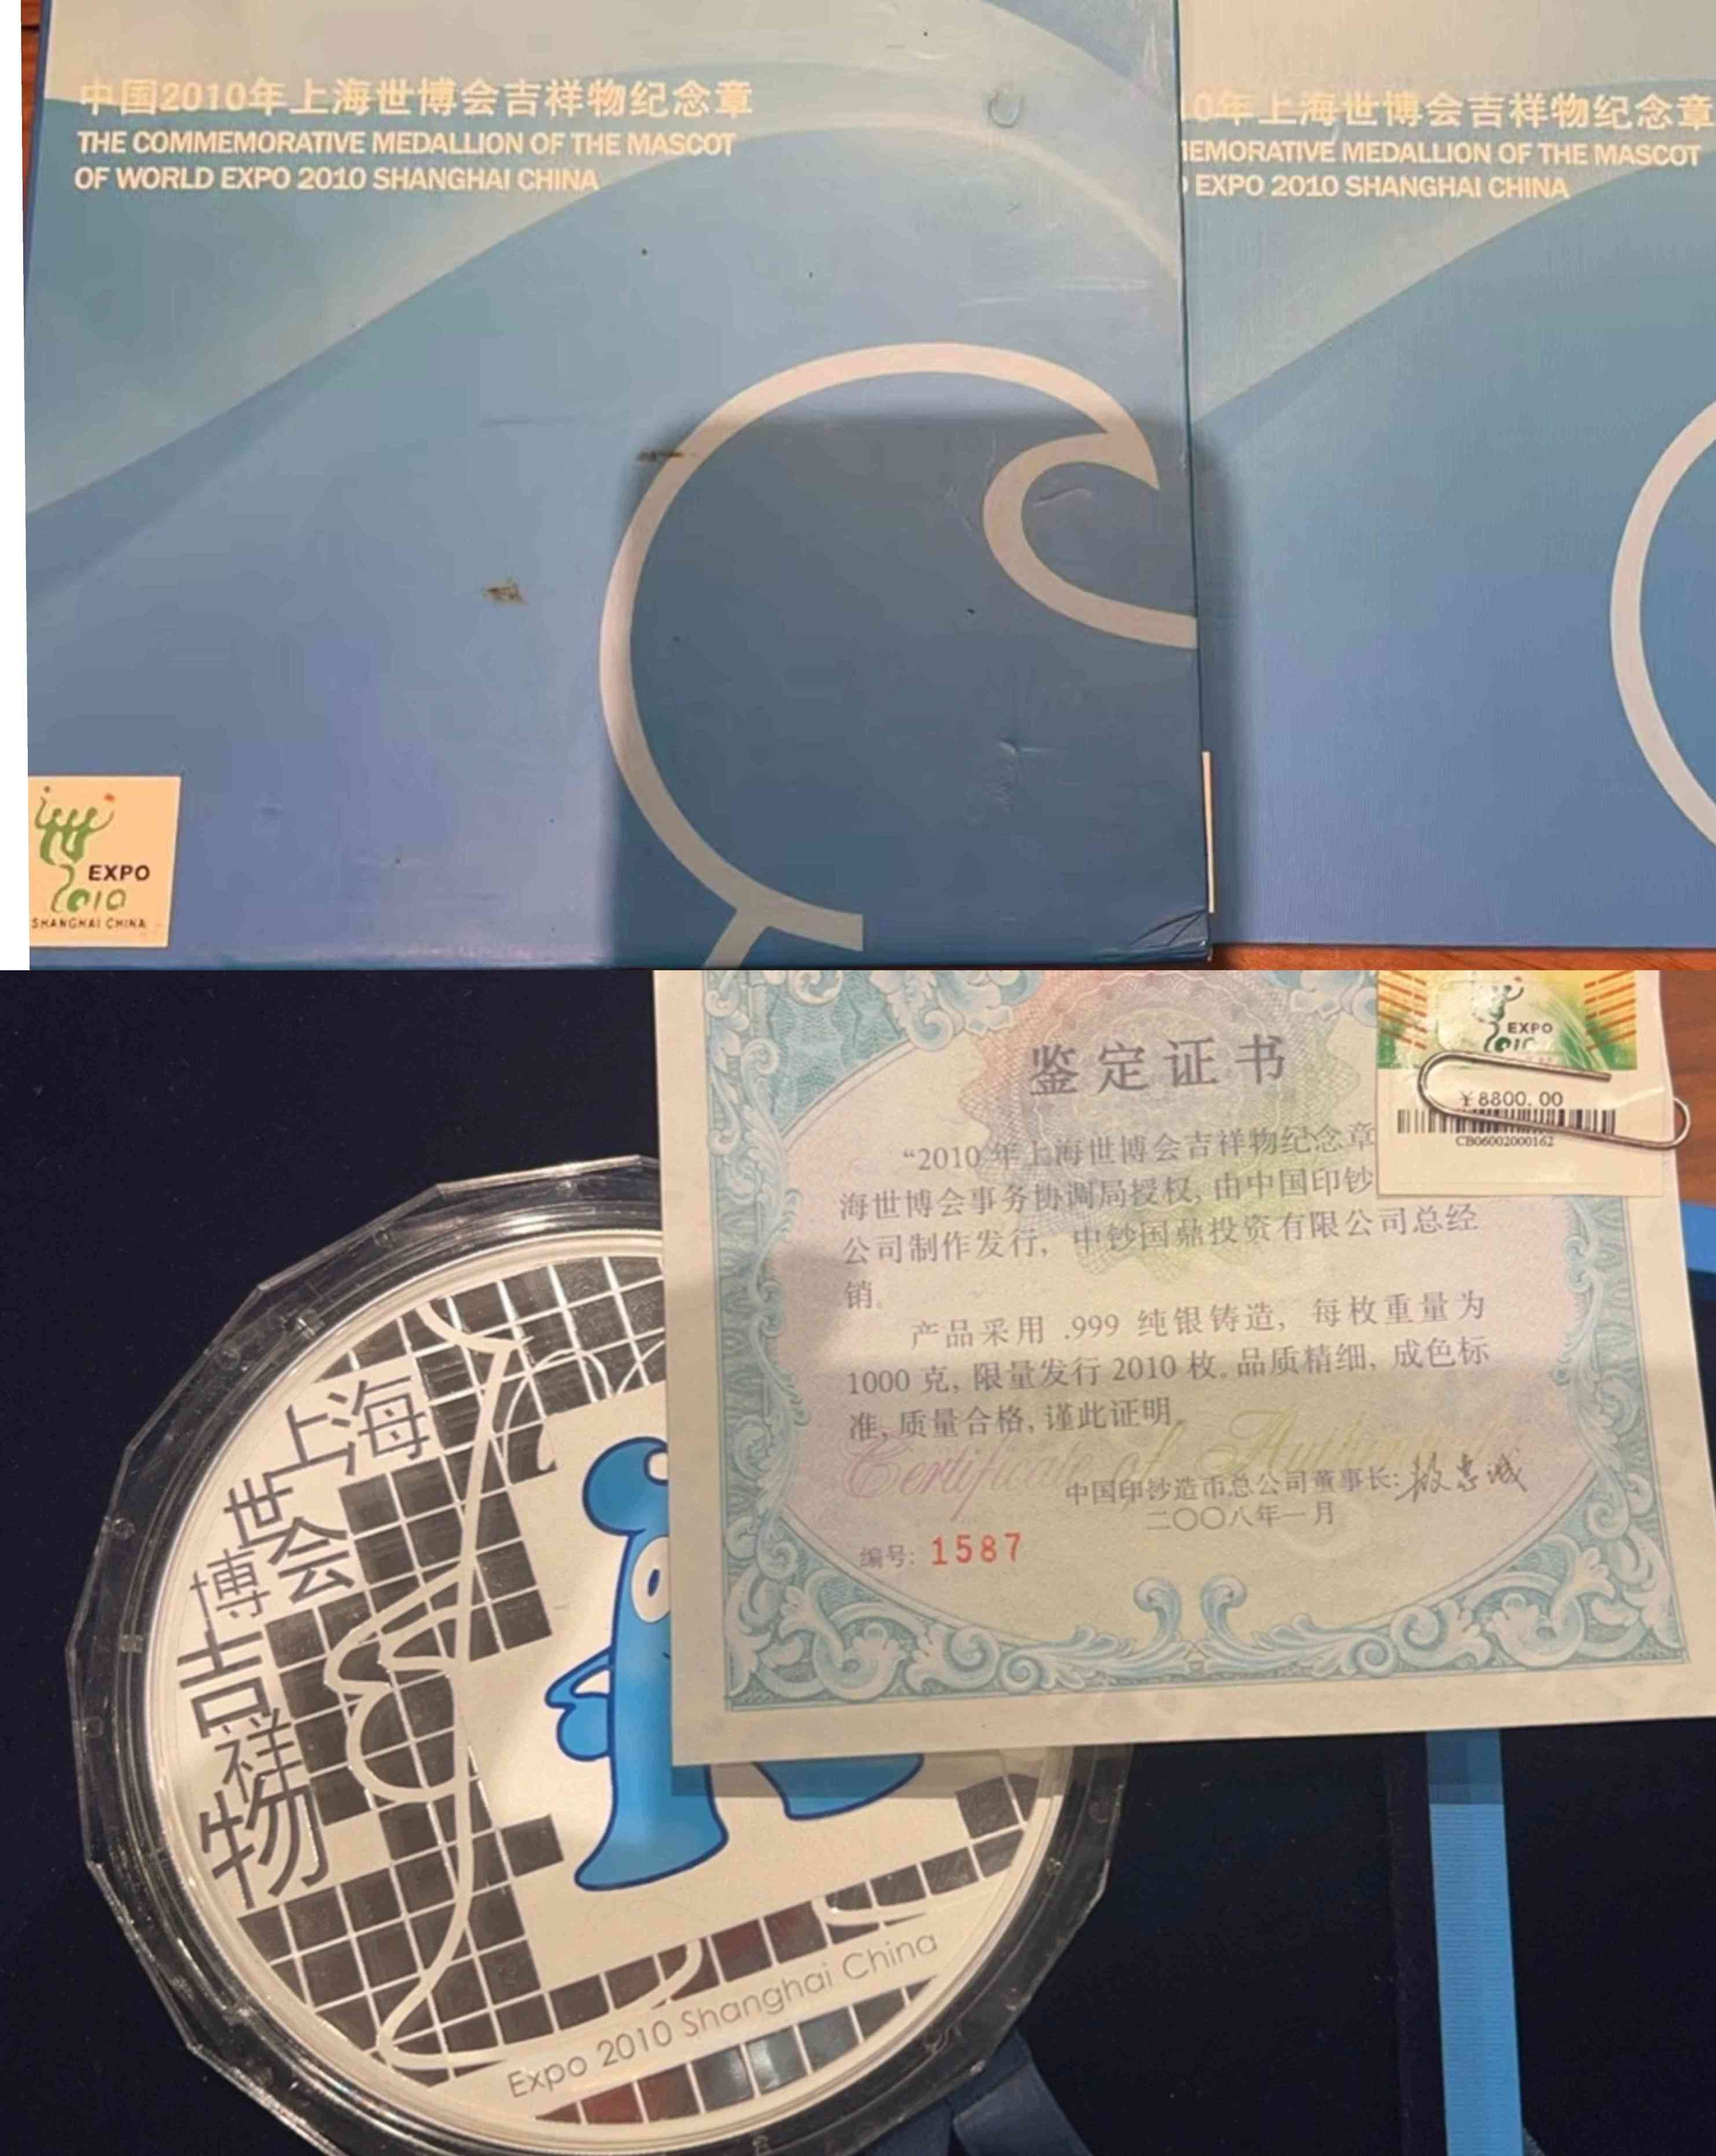 中国2010年上海世博会吉祥物纪念章
THE COMMEMORATIVE MEDALLION OF THE MASCOT
OF WORLD EXPO 2010 SHANGHAI CHINA
EXPO
2010
SHANGHAI CHINA
0年上海世博会吉祥物纪念章
EMORATIVE MEDALLION OF THE MASCOT
EXPO 2010 SHANGHAI CHINA
鉴定证书
“2010年上海世博会吉祥物纪念章
海世博会事务协调局授权,由中国印钞
公司制作发行,中钞国鼎投资有限公司总经
销。
产品采用 .999 纯银铸造,每枚重量为
1000克,限量发行2010枚。品质精细,成色标
准,质量合格,谨此证明。
Certificate of Authenticity
中国印钞造币总公司董事长:
二〇〇八年一月
编号: 1587
EXPO
2010
￥8800.00
CB06002000162
上海
世博会
吉祥物
Expo 2010 Shanghai China